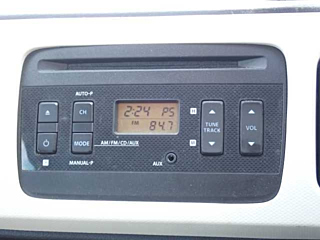 AUTO-P
CH
2:24 PS
FM 84.7
TUNE
TRACK
VOL
MODE
AM/FM/CD/AUX
MANUAL-P
AUX